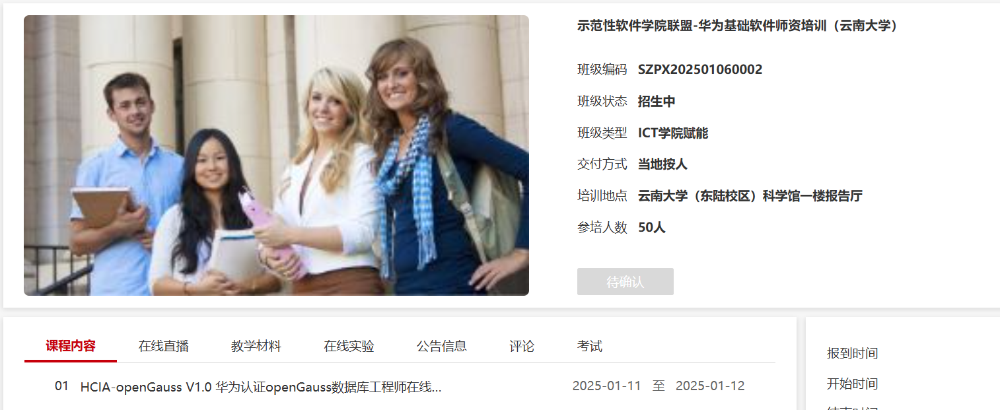 示范性软件学院联盟-华为基础软件师资培训（云南大学）
班级编码 SZPX202501060002
班级状态 招生中
班级类型 ICT学院赋能
交付方式 当地按人
培训地点 云南大学（东陆校区）科学馆一楼报告厅
参培人数 50人
待确认
课程内容 在线直播 教学材料 在线实验 公告信息 评论 考试
01 HCIA-openGauss V1.0 华为认证openGauss数据库工程师在线... 2025-01-11 至 2025-01-12
报到时间
开始时间